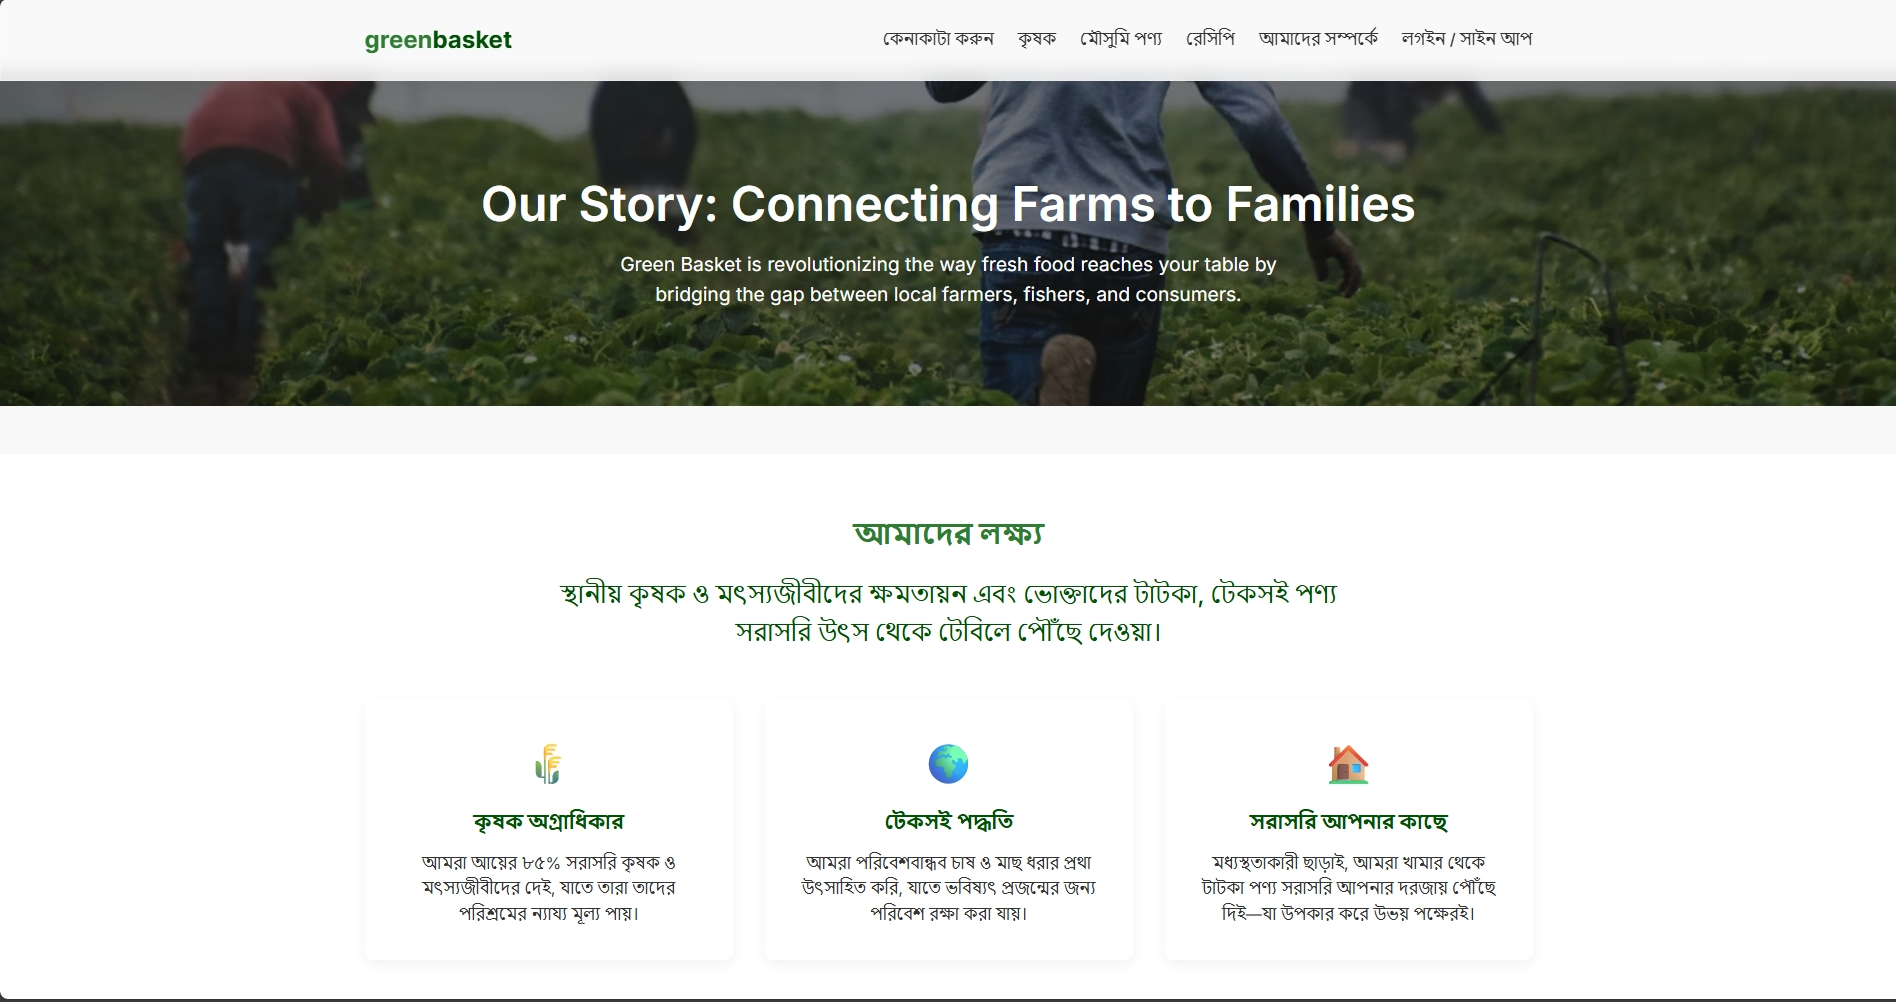 greenbasket
কেনাকাটা করুন কৃষক মৌসুমি পণ্য রেসিপি আমাদের সম্পর্কে লগইন / সাইন আপ
Our Story: Connecting Farms to Families
Green Basket is revolutionizing the way fresh food reaches your table by
bridging the gap between local farmers, fishers, and consumers.
আমাদের লক্ষ্য
স্থানীয় কৃষক ও মৎস্যজীবীদের ক্ষমতায়ন এবং ভোক্তাদের টাটকা, টেকসই পণ্য
সরাসরি উৎস থেকে টেবিলে পৌঁছে দেওয়া।
কৃষক অগ্রাধিকার
আমরা আয়ের ৮৫% সরাসরি কৃষক ও
মৎস্যজীবীদের দেই, যাতে তারা তাদের
পরিশ্রমের ন্যায্য মূল্য পায়।
টেকসই পদ্ধতি
আমরা পরিবেশবান্ধব চাষ ও মাছ ধরার প্রথা
উৎসাহিত করি, যাতে ভবিষ্যৎ প্রজন্মের জন্য
পরিবেশ রক্ষা করা যায়।
সরাসরি আপনার কাছে
মধ্যস্থতাকারী ছাড়াই, আমরা খামার থেকে
টাটকা পণ্য সরাসরি আপনার দরজায় পৌঁছে
দিই—যা উপকার করে উভয় পক্ষেরই।